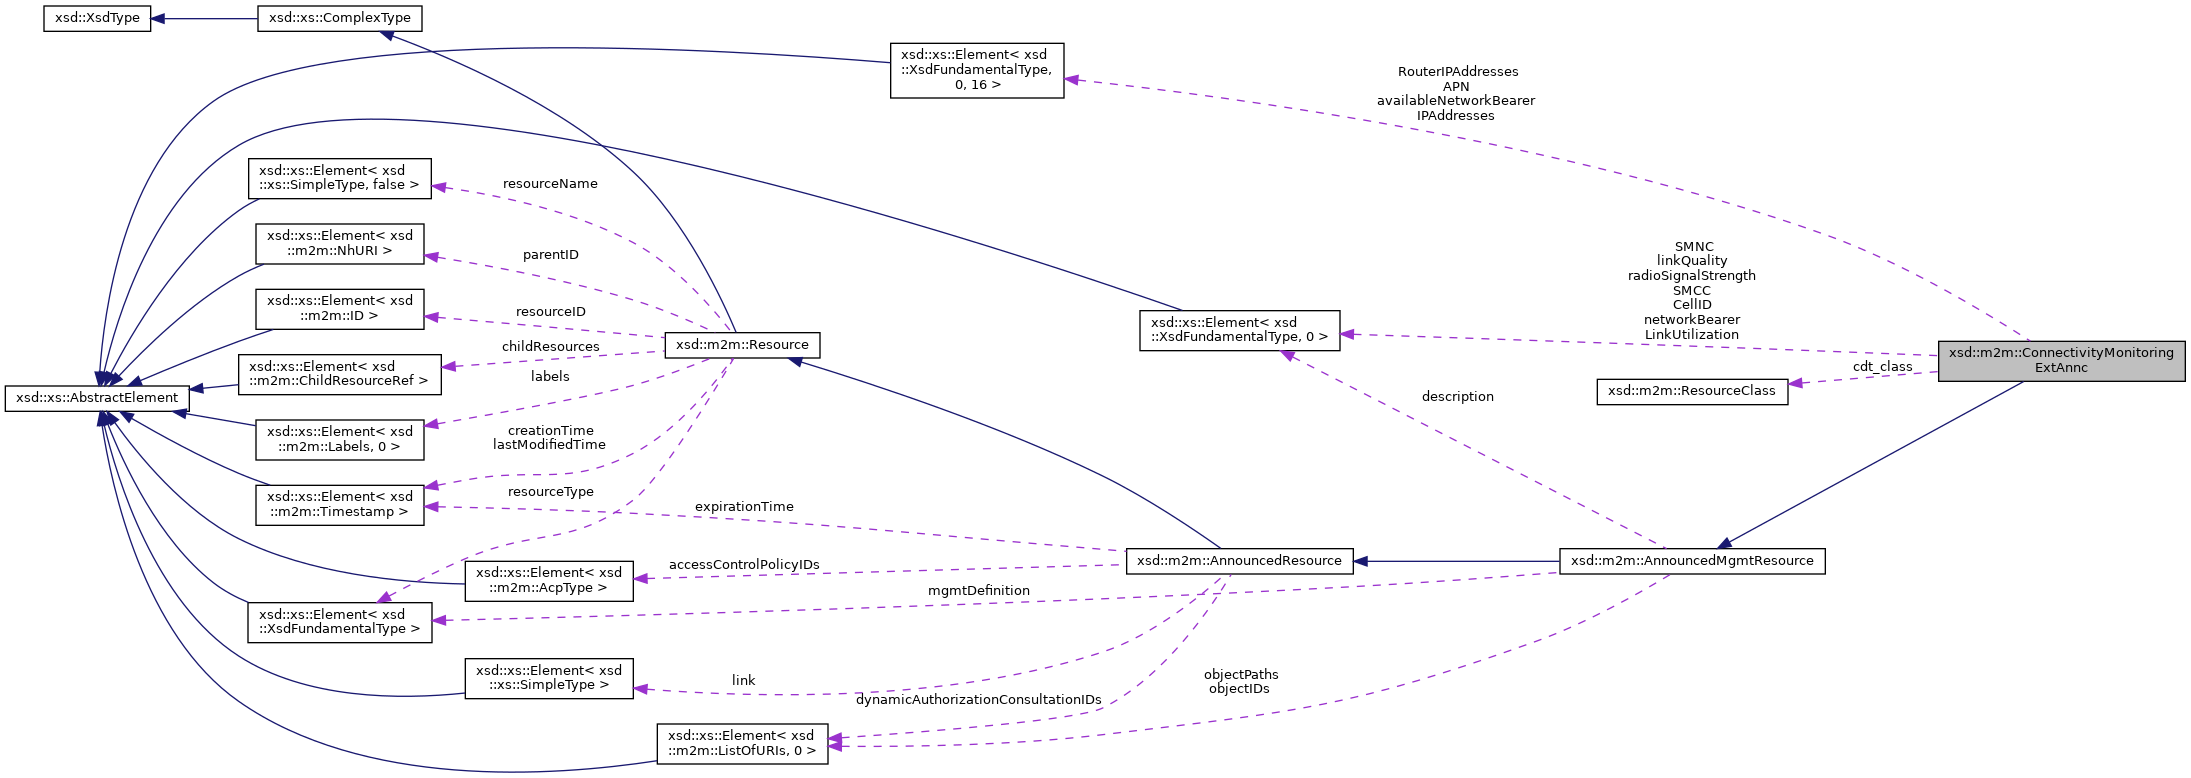 xsd::XsdType
xsd::xs::ComplexType
xsd::xs::Element< xsd
::XsdFundamentalType,
0, 16 >
RouterIPAddresses
APN
availableNetworkBearer
IPAddresses
xsd::xs::Element< xsd
::xs::SimpleType, false >
resourceName
xsd::xs::Element< xsd
::m2m::NhURI >
parentID
SMNC
linkQuality
radioSignalStrength
SMCC
CellID
networkBearer
LinkUtilization
xsd::xs::Element< xsd
::m2m::ID >
resourceID
xsd::m2m::Resource
xsd::xs::Element< xsd
::XsdFundamentalType, 0 >
xsd::m2m::ConnectivityMonitoring
ExtAnnc
childResources
xsd::xs::Element< xsd
::m2m::ChildResourceRef >
cdt_class
labels
xsd::m2m::ResourceClass
xsd::xs::AbstractElement
description
xsd::xs::Element< xsd
::m2m::Labels, 0 >
creationTime
lastModifiedTime
xsd::xs::Element< xsd
::m2m::Timestamp >
resourceType
expirationTime
xsd::xs::Element< xsd
::m2m::AcpType >
accessControlPolicyIDs
xsd::m2m::AnnouncedResource
xsd::m2m::AnnouncedMgmtResource
mgmtDefinition
xsd::xs::Element< xsd
::XsdFundamentalType >
xsd::xs::Element< xsd
::xs::SimpleType >
link
objectPaths
objectIDs
dynamicAuthorizationConsultationIDs
xsd::xs::Element< xsd
::m2m::ListOfURIs, 0 >